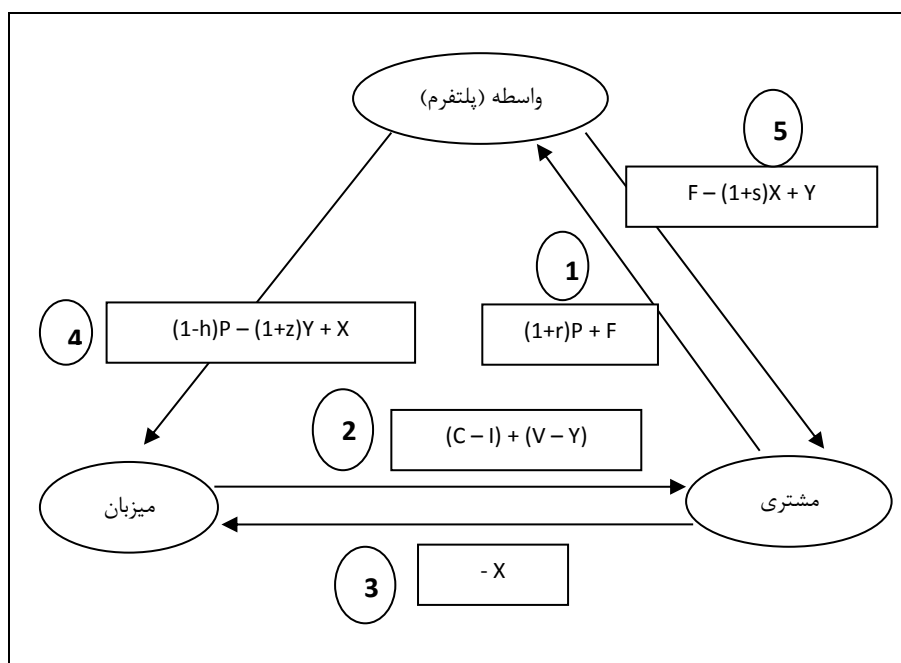 واسطه (پلتفرم)
5
F – (1+s)X + Y
1
(1+r)P + F
4
(1-h)P – (1+z)Y + X
2
(C – I) + (V – Y)
میزبان
مشتری
3
- X